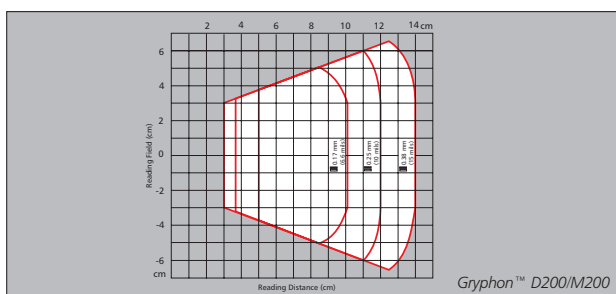 2 4 6 8 10 12 14 cm
6
4
2
0
-2
-4
-6
cm
Reading Field (cm)
0.17 mm
(6.6 mils)
0.25 mm
(10 mils)
0.38 mm
(15 mils)
Reading Distance (cm)
Gryphon™ D200/M200